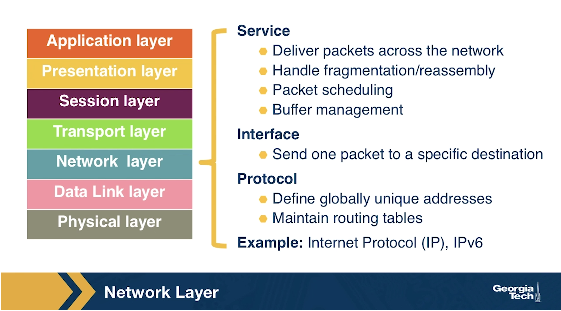 Application layer
Presentation layer
Session layer
Transport layer
Network layer
Data Link layer
Physical layer
Service
Deliver packets across the network
Handle fragmentation/reassembly
Packet scheduling
Buffer management
Interface
Send one packet to a specific destination
Protocol
Define globally unique addresses
Maintain routing tables
Example: Internet Protocol (IP), IPv6
Network Layer
Georgia
Tech